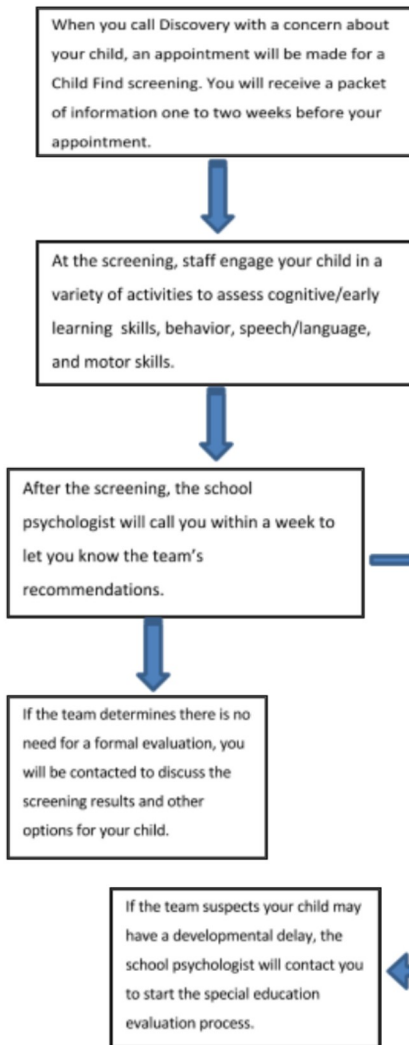 When you call Discovery with a concern about
your child, an appointment will be made for a
Child Find screening. You will receive a packet
of information one to two weeks before your
appointment.
At the screening, staff engage your child in a
variety of activities to assess cognitive/early
learning skills, behavior, speech/language,
and motor skills.
After the screening, the school
psychologist will call you within a week to
let you know the team's
recommendations.
If the team determines there is no
need for a formal evaluation, you
will be contacted to discuss the
screening results and other
options for your child.
If the team suspects your child may
have a developmental delay, the
school psychologist will contact you
to start the special education
evaluation process.